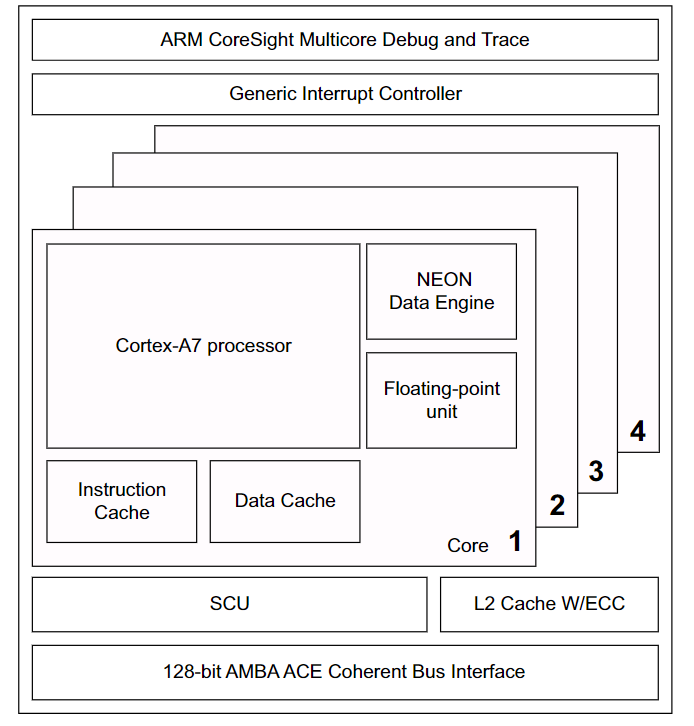 ARM CoreSight Multicore Debug and Trace
Generic Interrupt Controller
Cortex-A7 processor
NEON
Data Engine
Floating-point
unit
Instruction
Cache
Data Cache
Core 1
2
3
4
SCU
L2 Cache W/ECC
128-bit AMBA ACE Coherent Bus Interface